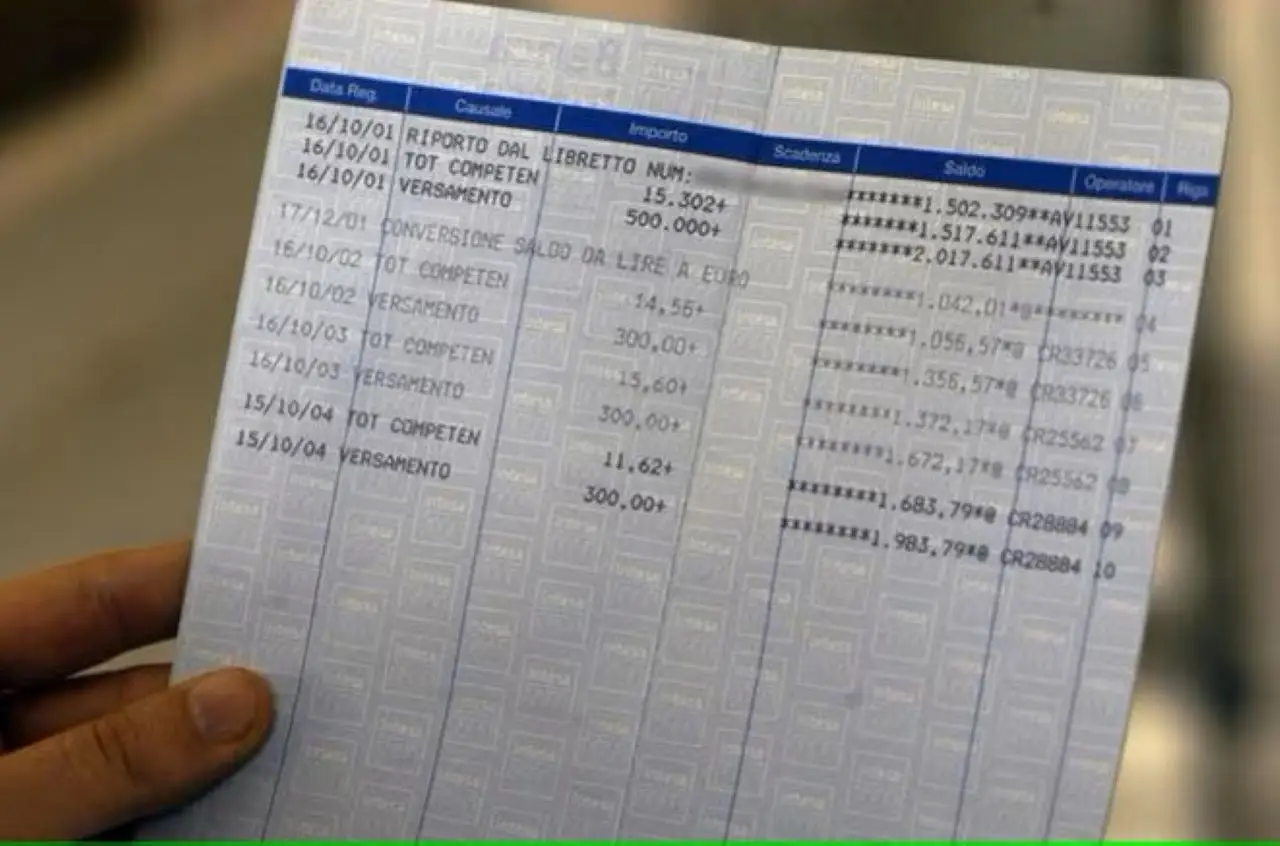 Data Reg. Causale Importo Scadenza Saldo Operatore Riga
16/10/01 RIPORTO DAL LIBRETTO NUM: *******1.502.309**AV11553 01
16/10/01 TOT COMPETEN 15.302+ *******1.517.611**AV11553 02
16/10/01 VERSAMENTO 500.000+ *******2.017.611**AV11553 03
17/12/01 CONVERSIONE SALDO DA LIRE A EURO ********1.042,01*@******** 04
16/10/02 TOT COMPETEN 14,56+ ********1.056,57*@ CR33726 05
16/10/02 VERSAMENTO 300,00+ ********1.356,57*@ CR33726 06
16/10/03 TOT COMPETEN 15,60+ ********1.372,17*@ CR25562 07
16/10/03 VERSAMENTO 300,00+ ********1.672,17*@ CR25562 08
15/10/04 TOT COMPETEN 11,62+ ********1.683,79*@ CR28884 09
15/10/04 VERSAMENTO 300,00+ ********1.983,79*@ CR28884 10